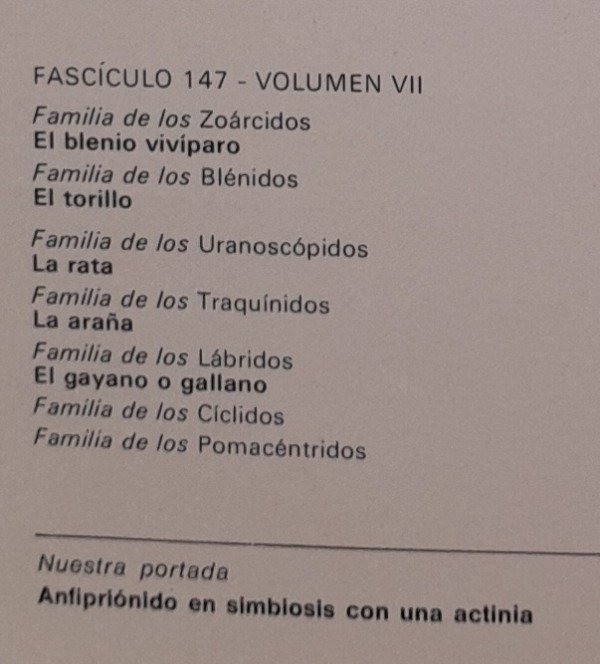 FASCÍCULO 147 - VOLUMEN VII
Familia de los Zoárcidos
El blenio vivíparo
Familia de los Blénidos
El torillo
Familia de los Uranoscópidos
La rata
Familia de los Traquínidos
La araña
Familia de los Lábridos
El gayano o gallano
Familia de los Cíclidos
Familia de los Pomacéntridos
Nuestra portada
Anfipriónido en simbiosis con una actinia